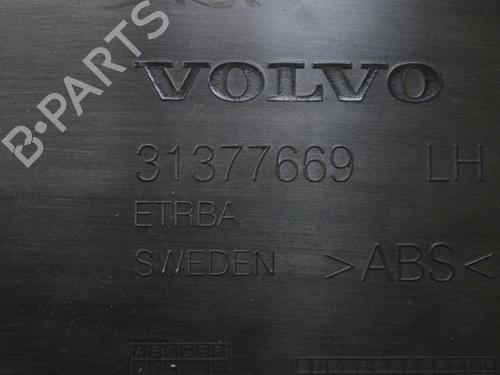 B-PARTS
VOLVO
31377669 LH
ETRBA
SWEDEN >ABS<